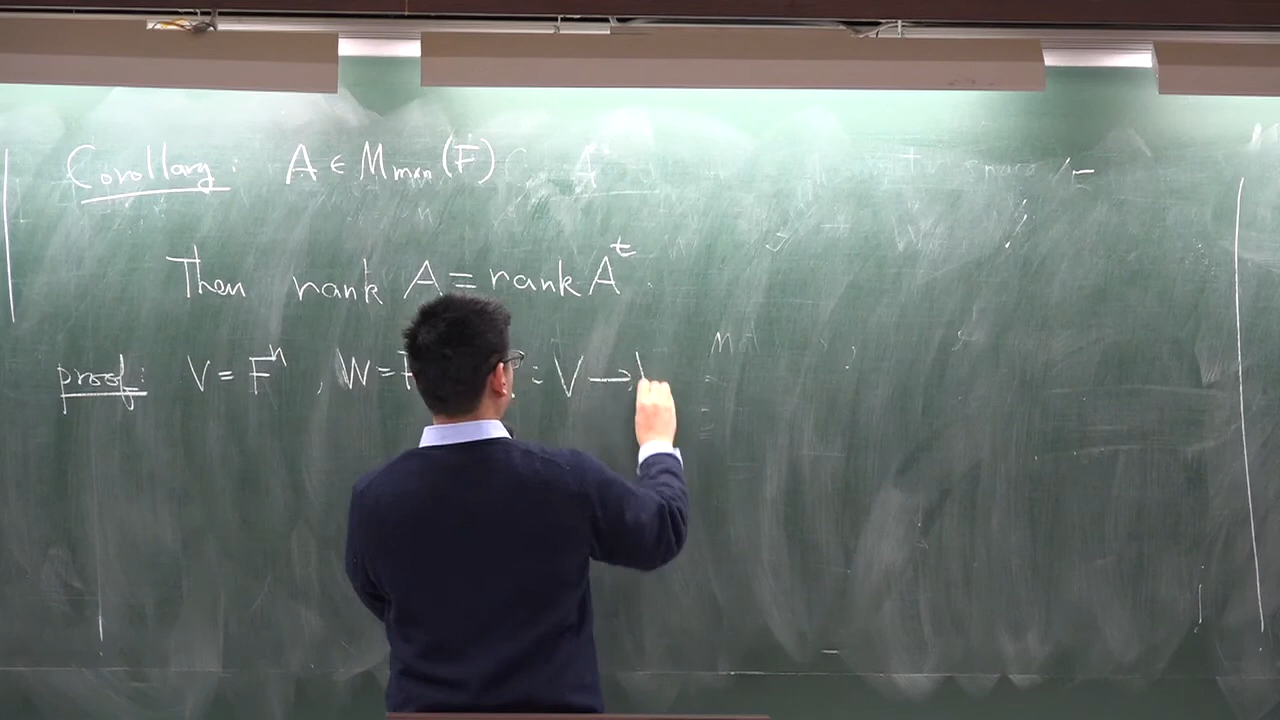 Corollary: A ∈ M_{m×n}(F)
Then rank A = rank A^t.
proof: V = F^n, W = F : V →